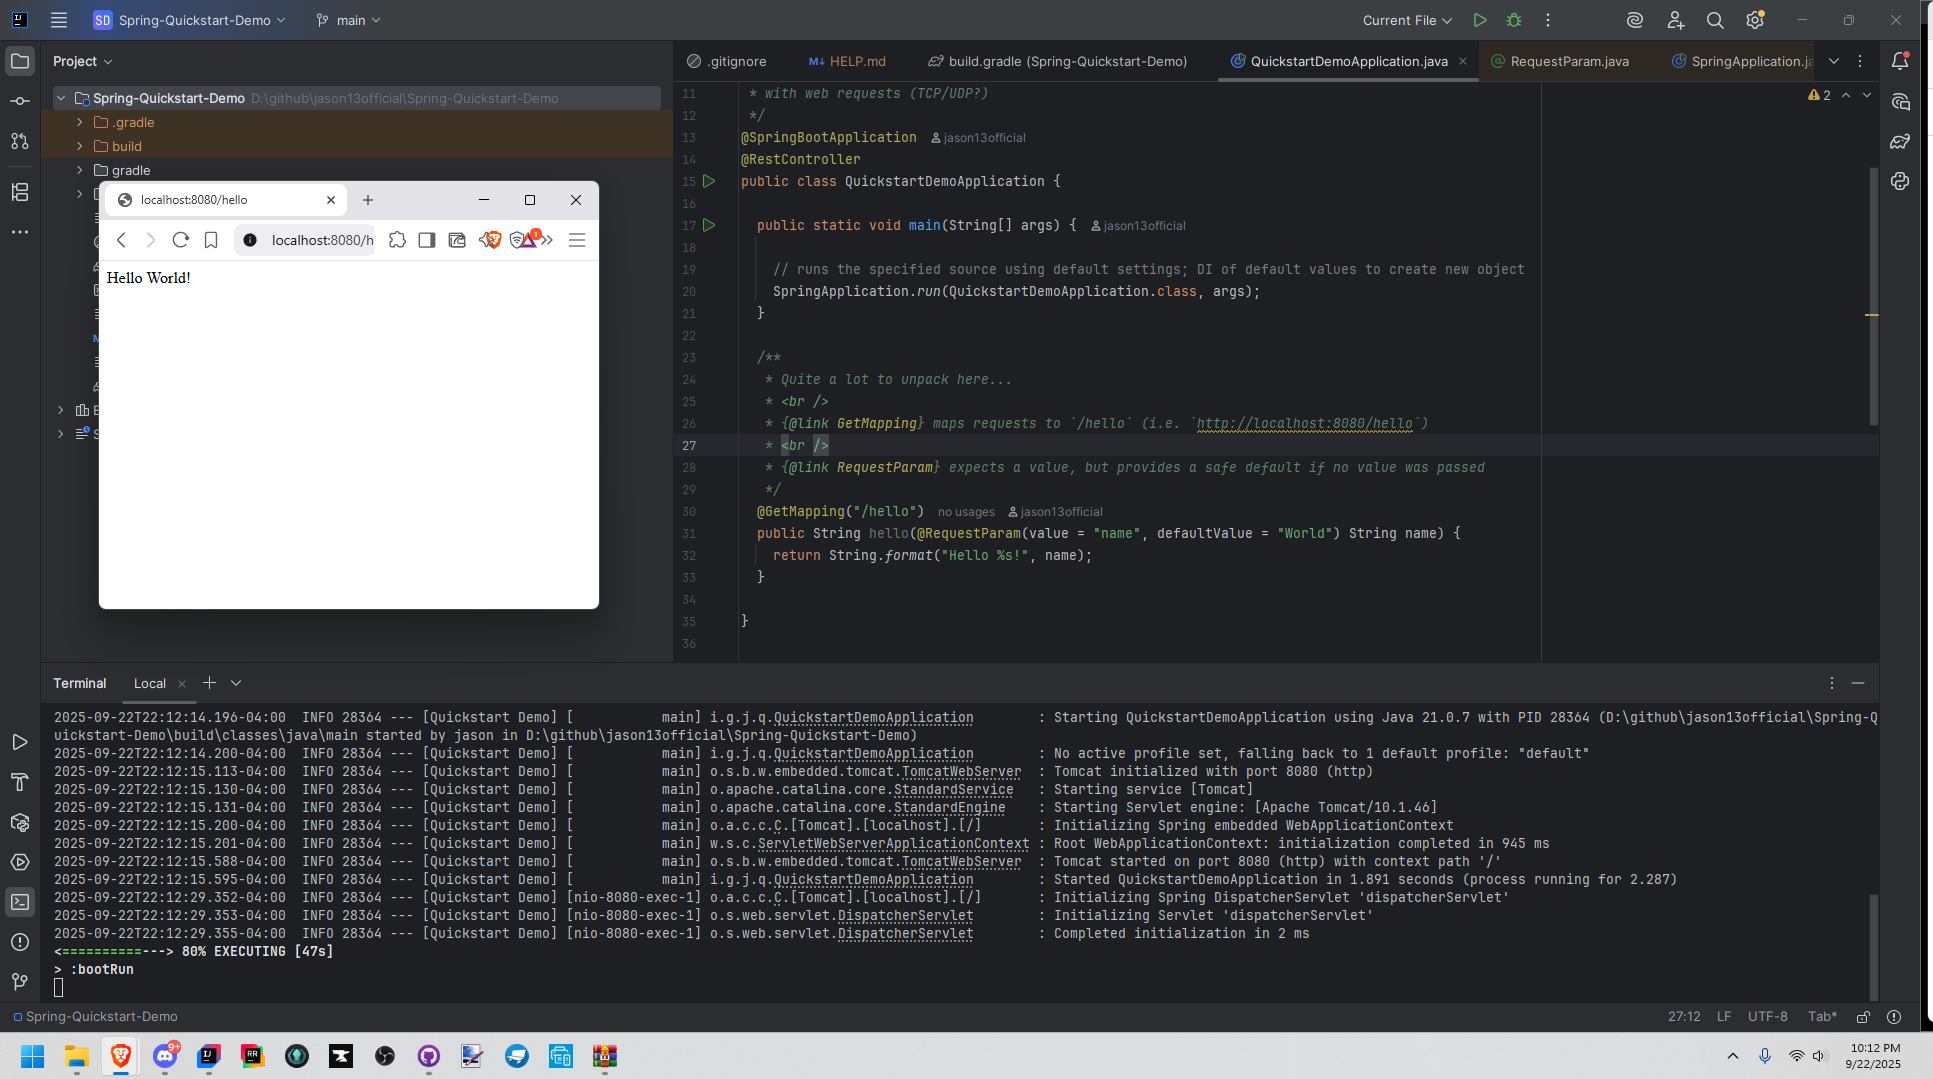 SD Spring-Quickstart-Demo main Current File
Project
.gitignore HELP.md build.gradle (Spring-Quickstart-Demo) QuickstartDemoApplication.java RequestParam.java SpringApplication.ja
Spring-Quickstart-Demo D:\github\jason13official\Spring-Quickstart-Demo
.gradle
build
gradle
localhost:8080/hello
localhost:8080/h
Hello World!
2
11 * with web requests (TCP/UDP?)
12 */
13 @SpringBootApplication jason13official
14 @RestController
15 public class QuickstartDemoApplication {
16
17 public static void main(String[] args) { jason13official
18
19 // runs the specified source using default settings; DI of default values to create new object
20 SpringApplication.run(QuickstartDemoApplication.class, args);
21 }
22
23 /**
24 * Quite a lot to unpack here...
25 * <br />
26 * {@link GetMapping} maps requests to `/hello` (i.e. `http://localhost:8080/hello`)
27 * <br />
28 * {@link RequestParam} expects a value, but provides a safe default if no value was passed
29 */
30 @GetMapping("/hello") no usages jason13official
31 public String hello(@RequestParam(value = "name", defaultValue = "World") String name) {
32 return String.format("Hello %s!", name);
33 }
34
35 }
36
Terminal Local
2025-09-22T22:12:14.196-04:00 INFO 28364 --- [Quickstart Demo] [ main] i.g.j.q.QuickstartDemoApplication : Starting QuickstartDemoApplication using Java 21.0.7 with PID 28364 (D:\github\jason13official\Spring-Q
uickstart-Demo\build\classes\java\main started by jason in D:\github\jason13official\Spring-Quickstart-Demo)
2025-09-22T22:12:14.200-04:00 INFO 28364 --- [Quickstart Demo] [ main] i.g.j.q.QuickstartDemoApplication : No active profile set, falling back to 1 default profile: "default"
2025-09-22T22:12:15.113-04:00 INFO 28364 --- [Quickstart Demo] [ main] o.s.b.w.embedded.tomcat.TomcatWebServer : Tomcat initialized with port 8080 (http)
2025-09-22T22:12:15.130-04:00 INFO 28364 --- [Quickstart Demo] [ main] o.apache.catalina.core.StandardService : Starting service [Tomcat]
2025-09-22T22:12:15.131-04:00 INFO 28364 --- [Quickstart Demo] [ main] o.apache.catalina.core.StandardEngine : Starting Servlet engine: [Apache Tomcat/10.1.46]
2025-09-22T22:12:15.200-04:00 INFO 28364 --- [Quickstart Demo] [ main] o.a.c.c.C.[Tomcat].[localhost].[/] : Initializing Spring embedded WebApplicationContext
2025-09-22T22:12:15.201-04:00 INFO 28364 --- [Quickstart Demo] [ main] w.s.c.ServletWebServerApplicationContext : Root WebApplicationContext: initialization completed in 945 ms
2025-09-22T22:12:15.588-04:00 INFO 28364 --- [Quickstart Demo] [ main] o.s.b.w.embedded.tomcat.TomcatWebServer : Tomcat started on port 8080 (http) with context path '/'
2025-09-22T22:12:15.595-04:00 INFO 28364 --- [Quickstart Demo] [ main] i.g.j.q.QuickstartDemoApplication : Started QuickstartDemoApplication in 1.891 seconds (process running for 2.287)
2025-09-22T22:12:29.352-04:00 INFO 28364 --- [Quickstart Demo] [nio-8080-exec-1] o.a.c.c.C.[Tomcat].[localhost].[/] : Initializing Spring DispatcherServlet 'dispatcherServlet'
2025-09-22T22:12:29.353-04:00 INFO 28364 --- [Quickstart Demo] [nio-8080-exec-1] o.s.web.servlet.DispatcherServlet : Initializing Servlet 'dispatcherServlet'
2025-09-22T22:12:29.355-04:00 INFO 28364 --- [Quickstart Demo] [nio-8080-exec-1] o.s.web.servlet.DispatcherServlet : Completed initialization in 2 ms
<==========---> 80% EXECUTING [47s]
> :bootRun
Spring-Quickstart-Demo 27:12 LF UTF-8 Tab*
9+
10:12 PM
9/22/2025